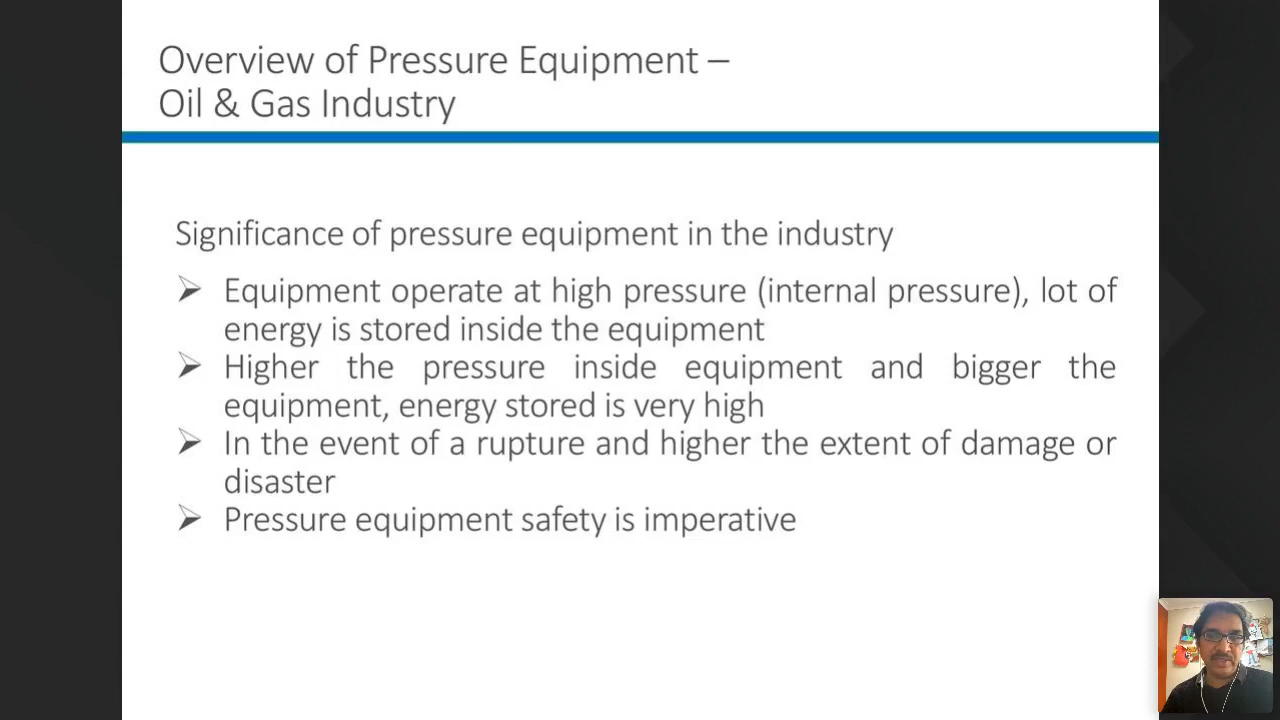 Overview of Pressure Equipment –
Oil & Gas Industry
Significance of pressure equipment in the industry
Equipment operate at high pressure (internal pressure), lot of
energy is stored inside the equipment
Higher the pressure inside equipment and bigger the
equipment, energy stored is very high
In the event of a rupture and higher the extent of damage or
disaster
Pressure equipment safety is imperative